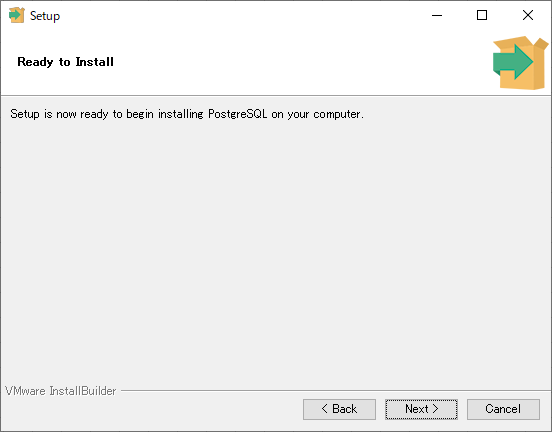 Setup
Ready to Install
Setup is now ready to begin installing PostgreSQL on your computer.
VMware InstallBuilder
< Back
Next >
Cancel